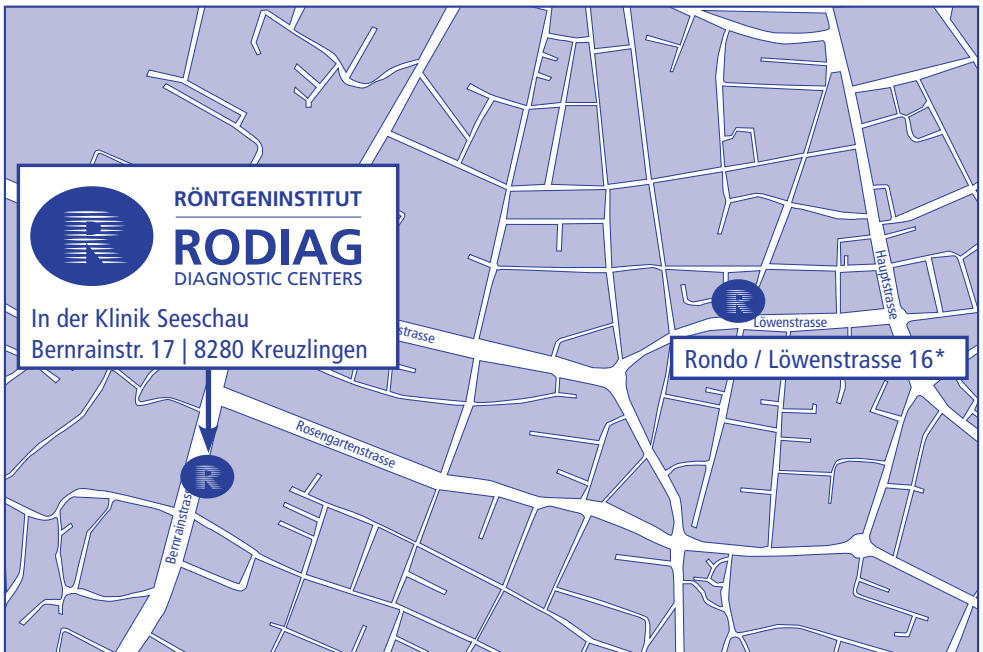 RÖNTGENINSTITUT
RODIAG
DIAGNOSTIC CENTERS
In der Klinik Seeschau
Bernrainstr. 17 | 8280 Kreuzlingen
strasse
Hauptstrasse
R
Löwenstrasse
Rondo / Löwenstrasse 16*
Rosengartenstrasse
R
Bernrainstrasse